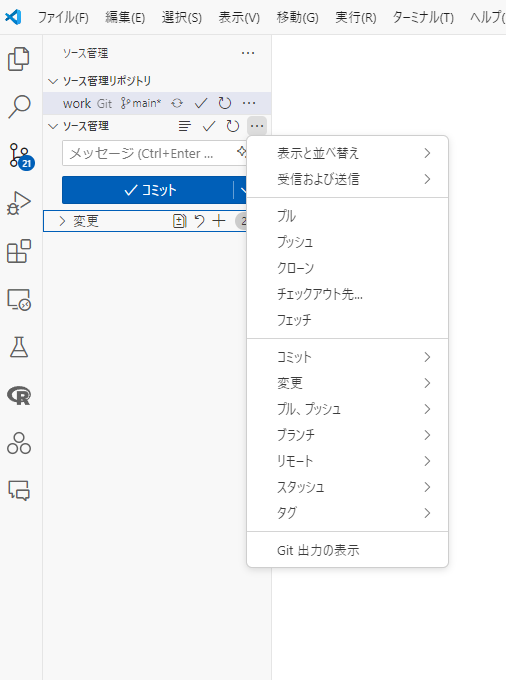 ファイル(F) 編集(E) 選択(S) 表示(V) 移動(G) 実行(R) ターミナル(T) ヘルプ(
ソース管理
ソース管理リポジトリ
work Git main*
ソース管理
メッセージ (Ctrl+Enter ...
21
コミット
変更
表示と並べ替え
受信および送信
プル
プッシュ
クローン
チェックアウト先...
フェッチ
コミット
変更
プル、プッシュ
ブランチ
リモート
スタッシュ
タグ
Git 出力の表示